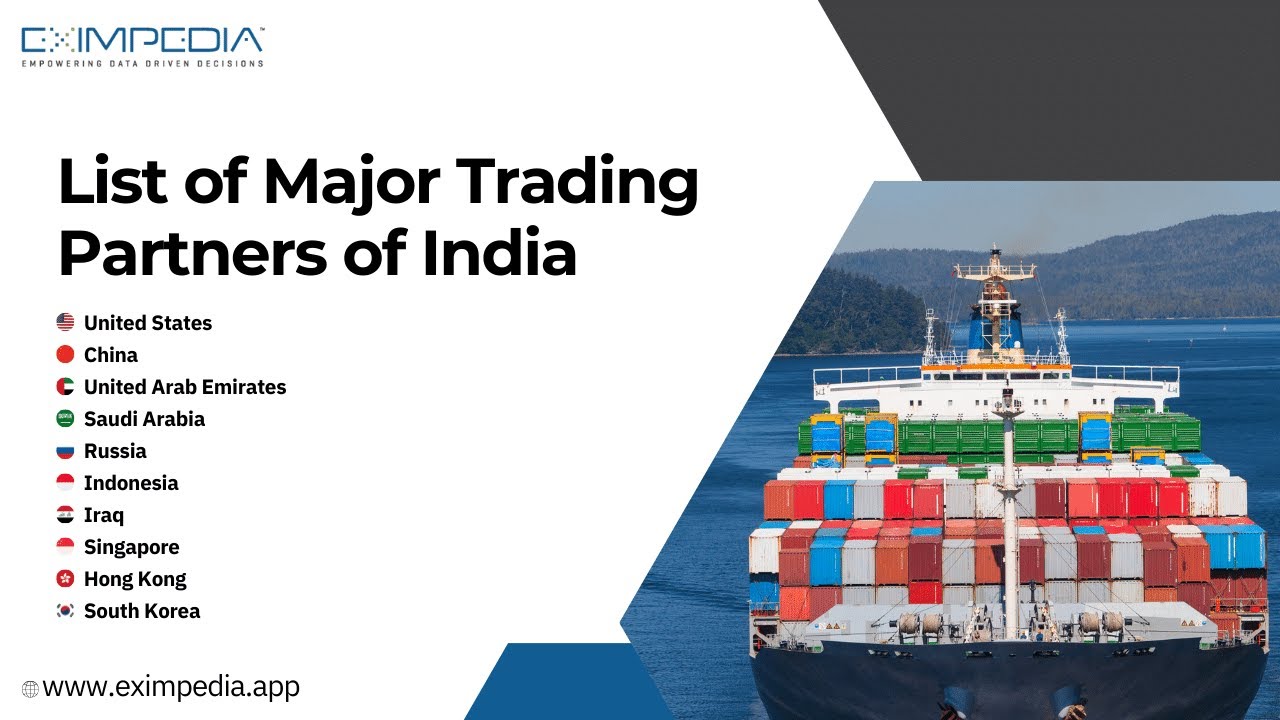 EXIMPEDIA™
EMPOWERING DATA DRIVEN DECISIONS
List of Major Trading
Partners of India
United States
China
United Arab Emirates
Saudi Arabia
Russia
Indonesia
Iraq
Singapore
Hong Kong
South Korea
www.eximpedia.app